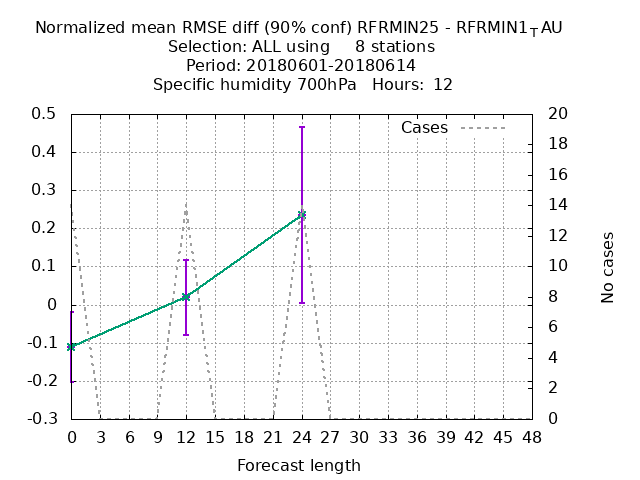 Normalized mean RMSE diff (90% conf) RFRMIN25 - RFRMIN1TAU
Selection: ALL using 8 stations
Period: 20180601-20180614
Specific humidity 700hPa Hours: 12
Cases
0.5
0.4
0.3
0.2
0.1
0
-0.1
-0.2
-0.3
20
18
16
14
12
10
8
6
4
2
0
No cases
0 3 6 9 12 15 18 21 24 27 30 33 36 39 42 45 48
Forecast length